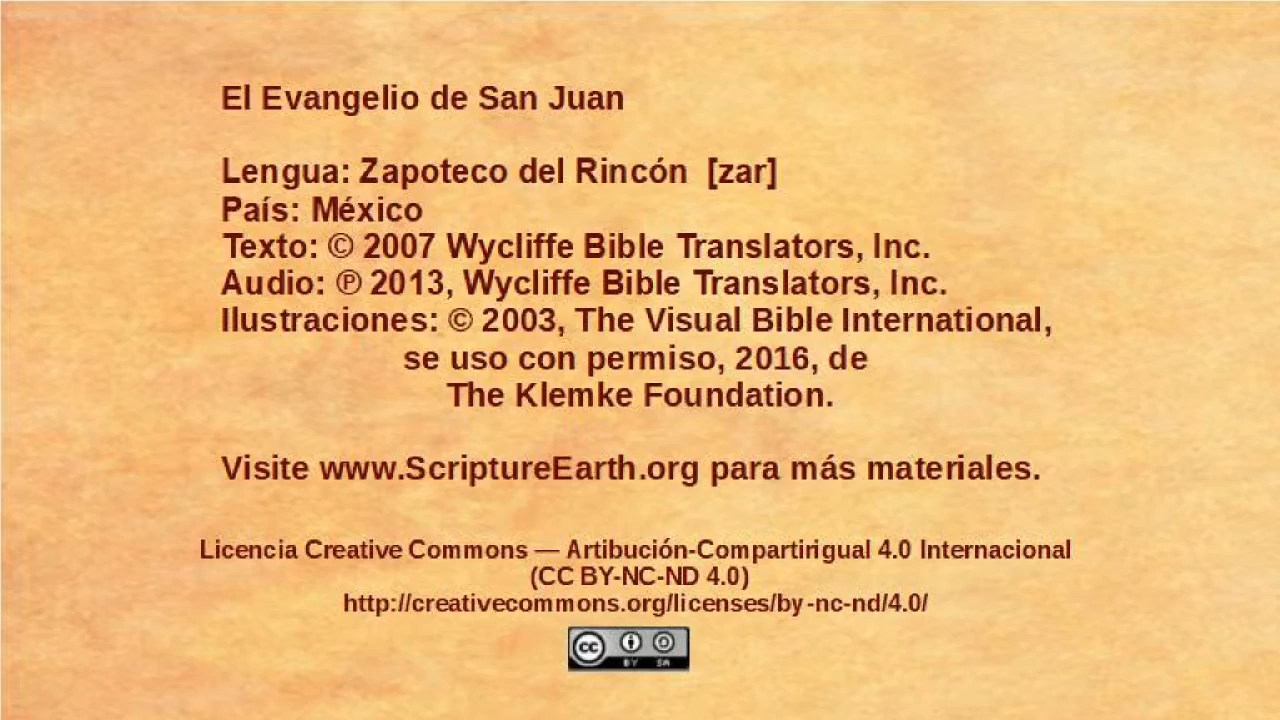 El Evangelio de San Juan
Lengua: Zapoteco del Rincón [zar]
País: México
Texto: © 2007 Wycliffe Bible Translators, Inc.
Audio: ℗ 2013, Wycliffe Bible Translators, Inc.
Ilustraciones: © 2003, The Visual Bible International,
se uso con permiso, 2016, de
The Klemke Foundation.
Visite www.ScriptureEarth.org para más materiales.
Licencia Creative Commons — Artibución-Compartirigual 4.0 Internacional
(CC BY-NC-ND 4.0)
http://creativecommons.org/licenses/by-nc-nd/4.0/
cc
BY SA